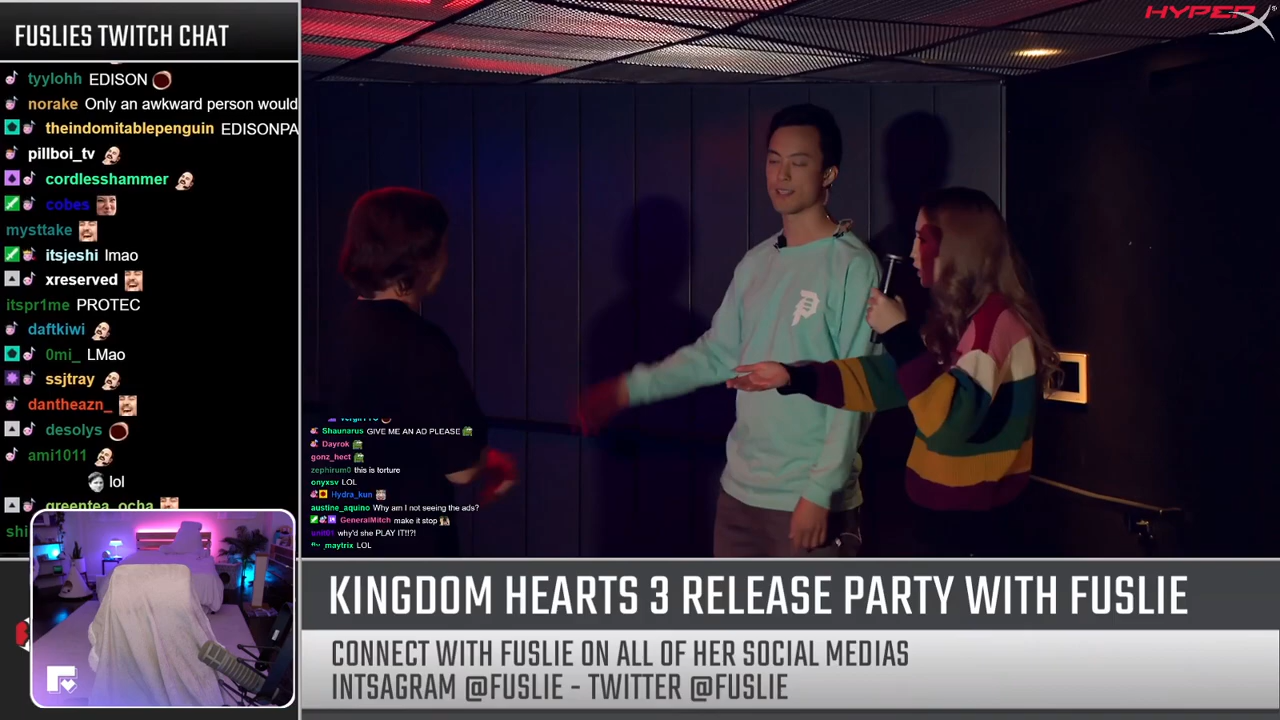 HYPERX
FUSLIES TWITCH CHAT
tyylohh EDISON
norake Only an awkward person would
theindomitablepenguin EDISONPA
pillboi_tv
cordlesshammer
cobes
mysttake
itsjeshi lmao
xreserved
itspr1me PROTEC
daftkiwi
0mi_ LMao
ssjtray
dantheazn_
desolys
ami1011
lol
greentea_ocha
shi
Shaunarus GIVE ME AN AD PLEASE
Dayrok
gonz_hect
zephirum0 this is torture
onyxsv LOL
Hydra_kun
austine_aquino Why am I not seeing the ads?
GeneralMitch make it stop
why'd she PLAY IT!!?!
fly_maytrix LOL
KINGDOM HEARTS 3 RELEASE PARTY WITH FUSLIE
CONNECT WITH FUSLIE ON ALL OF HER SOCIAL MEDIAS
INTSAGRAM @FUSLIE - TWITTER @FUSLIE